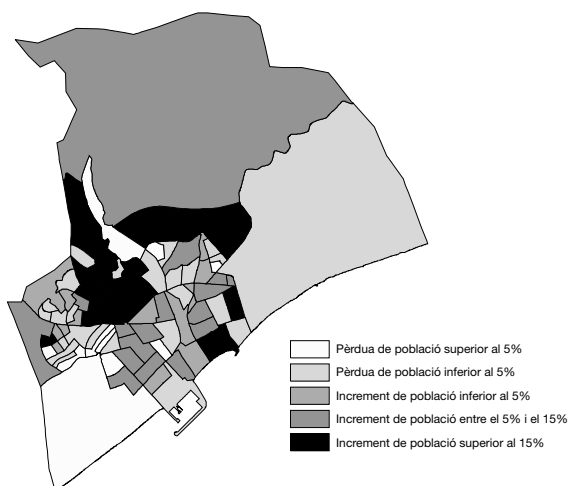 Pèrdua de població superior al 5%
Pèrdua de població inferior al 5%
Increment de població inferior al 5%
Increment de població entre el 5% i el 15%
Increment de població superior al 15%